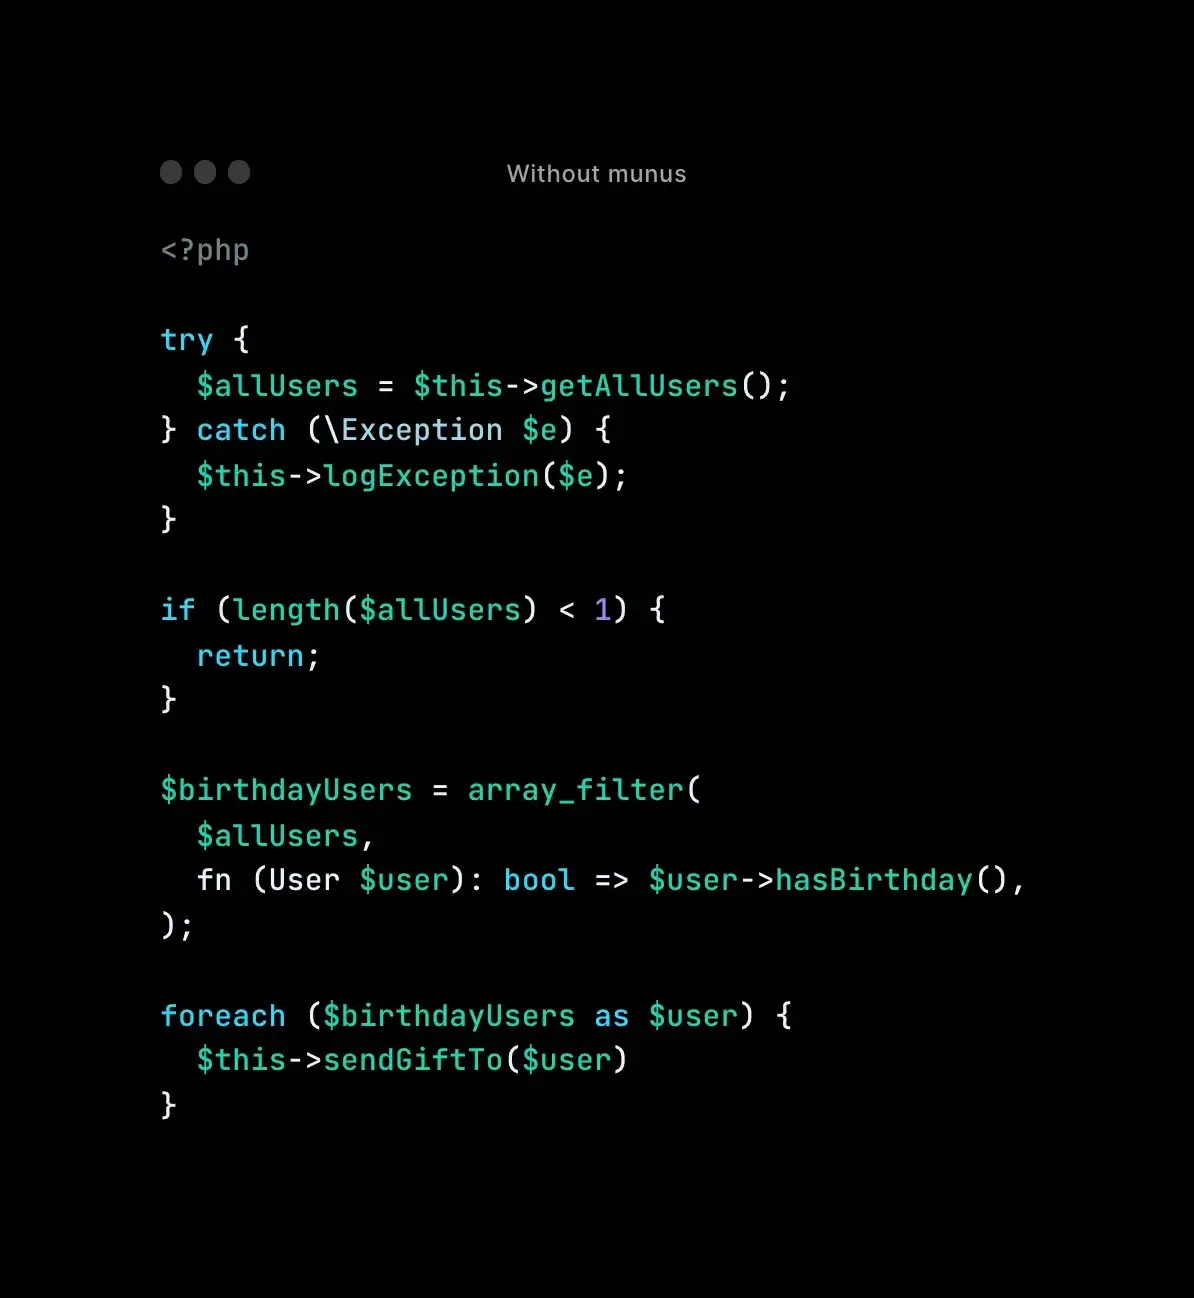 Without munus
<?php
try {
$allUsers = $this->getAllUsers();
} catch (\Exception $e) {
$this->logException($e);
}
if (length($allUsers) < 1) {
return;
}
$birthdayUsers = array_filter(
$allUsers,
fn (User $user): bool => $user->hasBirthday(),
);
foreach ($birthdayUsers as $user) {
$this->sendGiftTo($user)
}